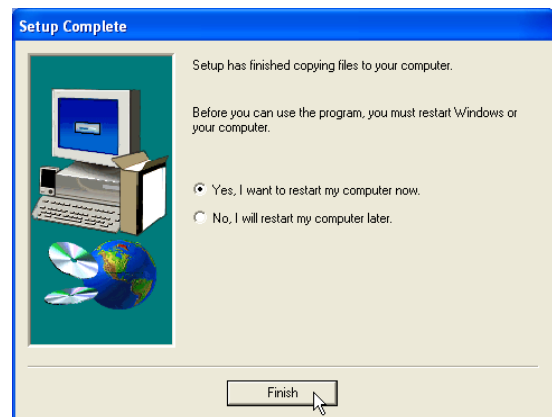 Setup Complete
Setup has finished copying files to your computer.
Before you can use the program, you must restart Windows or
your computer.
Yes, I want to restart my computer now.
No, I will restart my computer later.
Finish